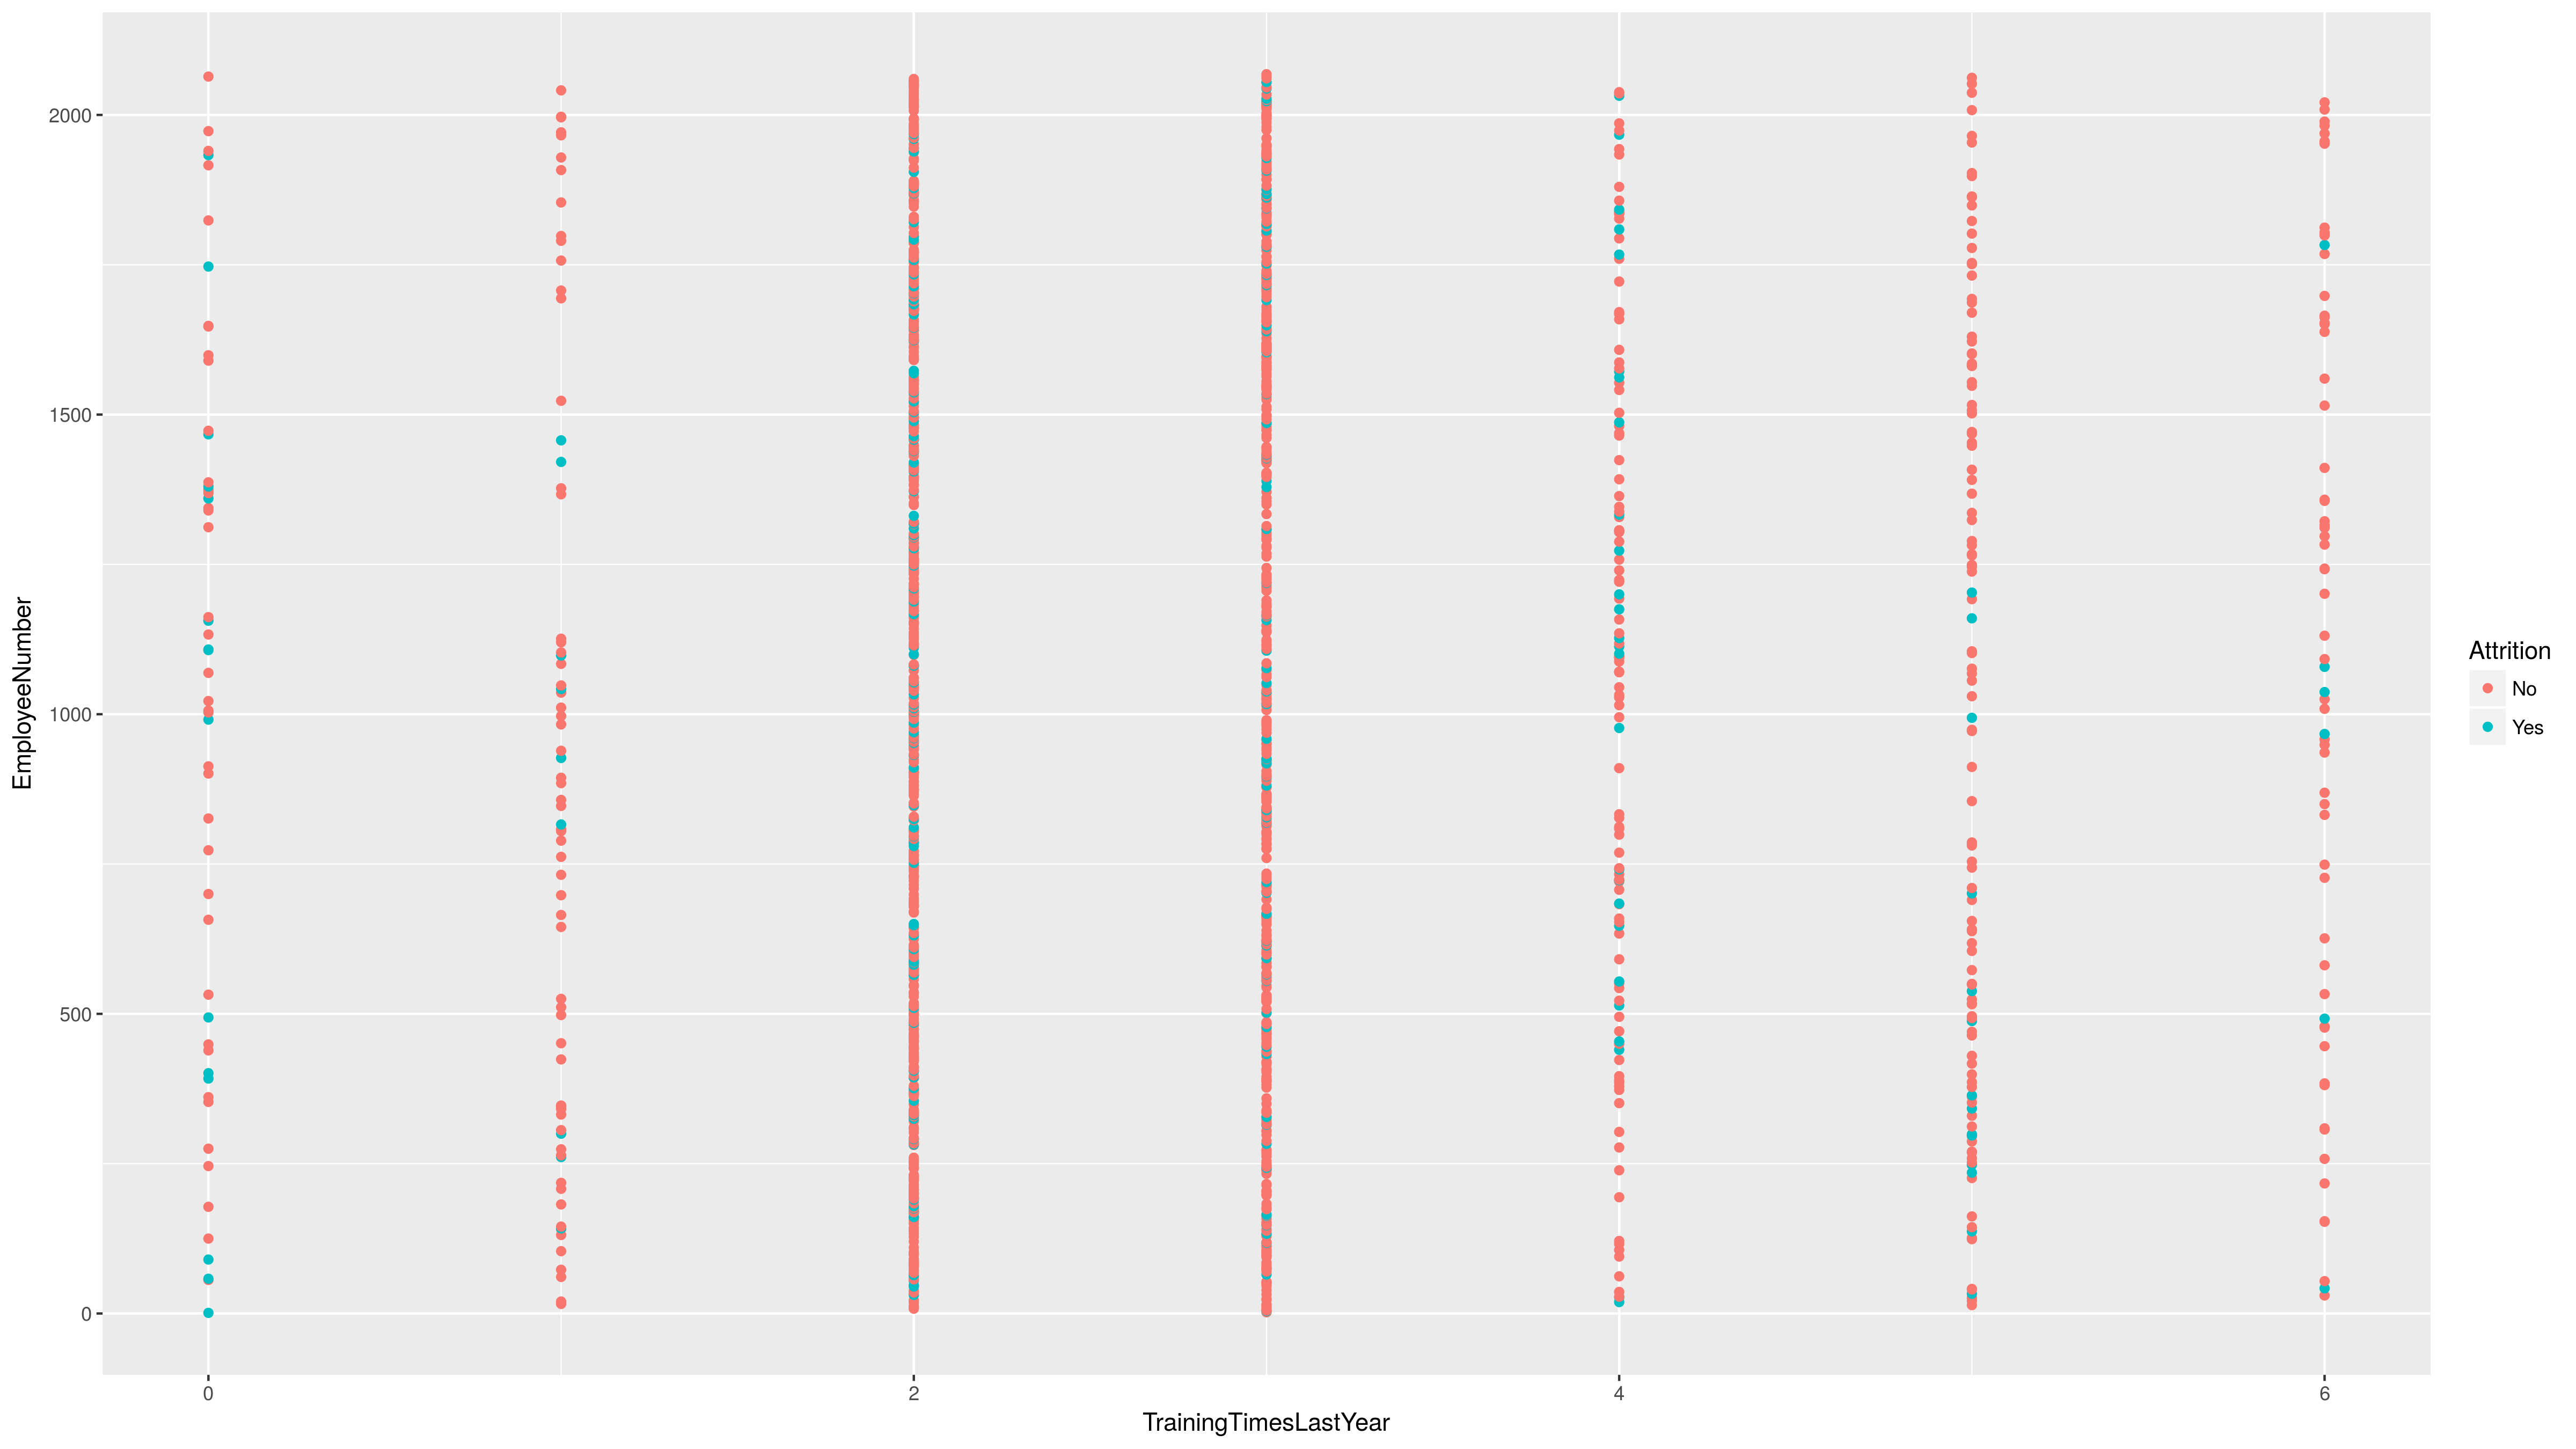 EmployeeNumber
2000
1500
1000
500
0
0
2
4
6
TrainingTimesLastYear
Attrition
No
Yes